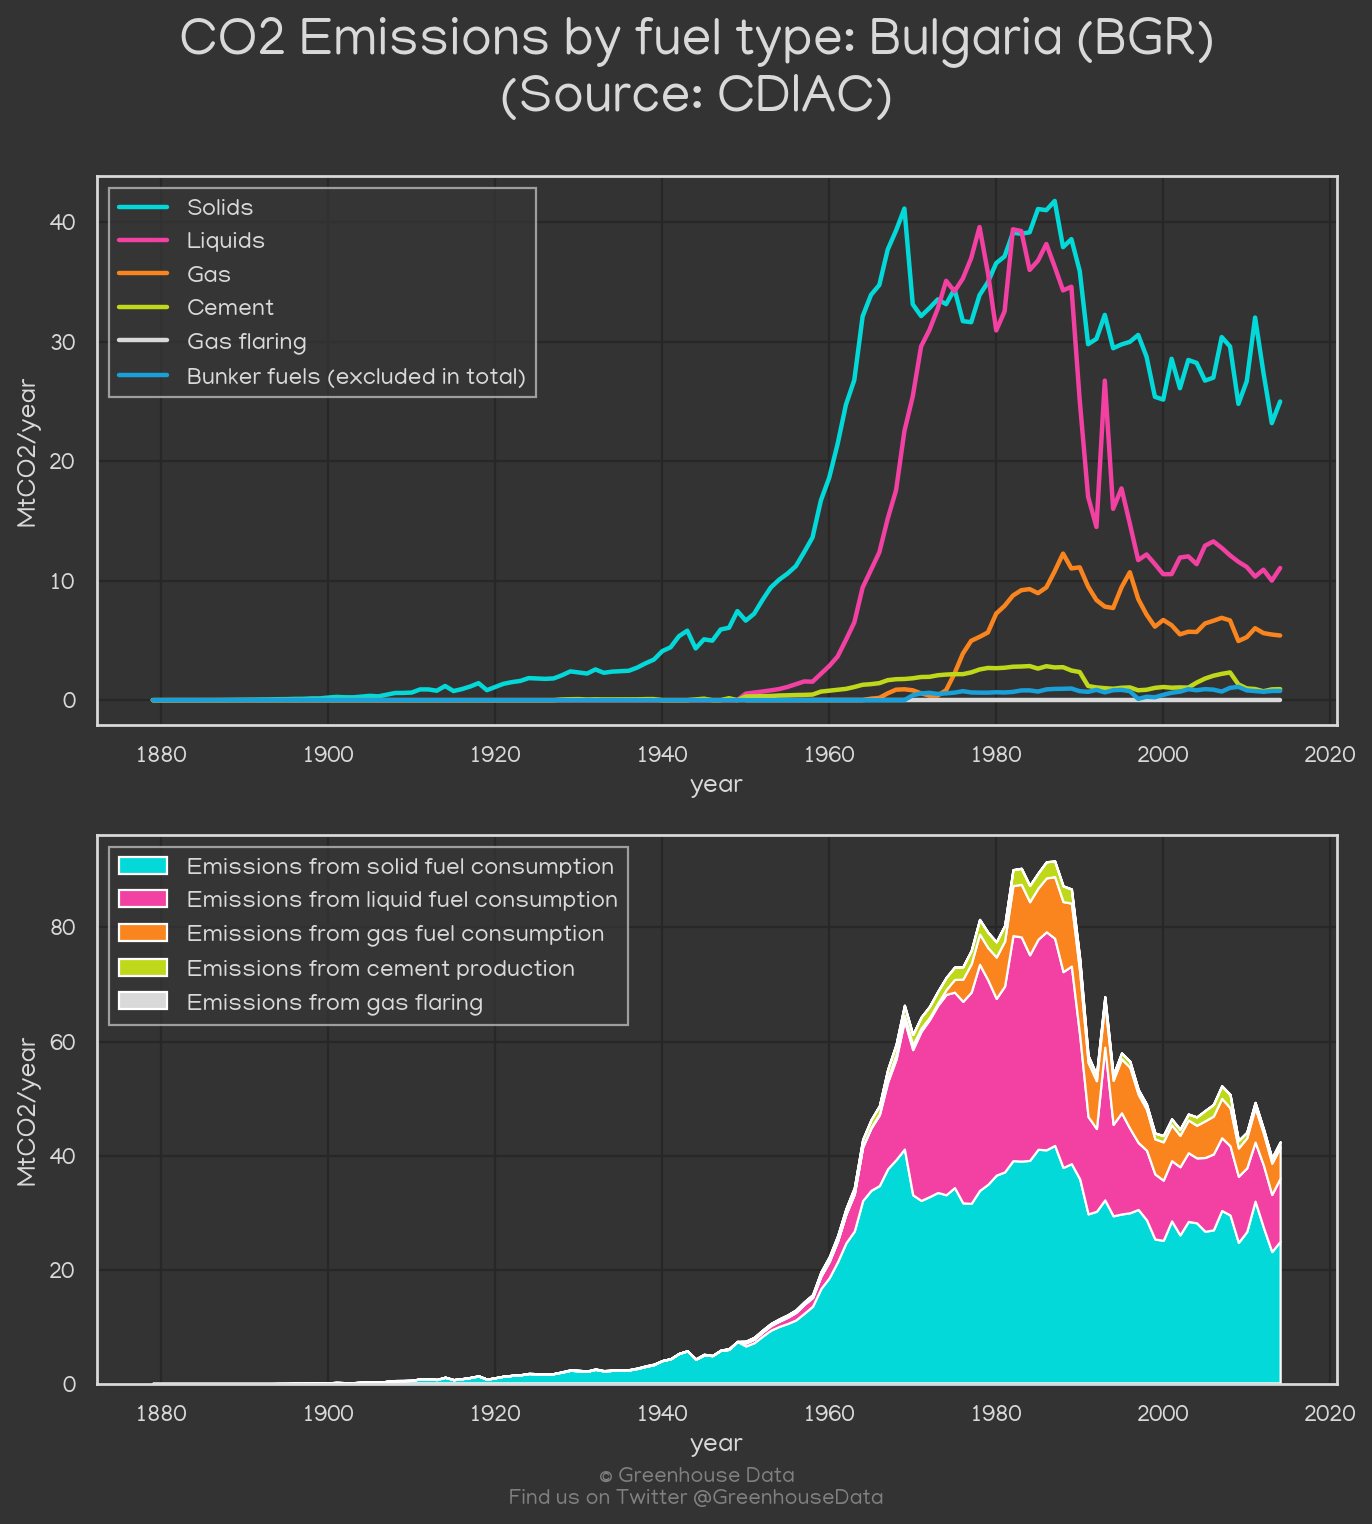 CO2 Emissions by fuel type: Bulgaria (BGR)
(Source: CDIAC)
Solids
Liquids
Gas
Cement
Gas flaring
Bunker fuels (excluded in total)
40
30
20
10
0
MtCO2/year
1880 1900 1920 1940 1960 1980 2000 2020
year
Emissions from solid fuel consumption
Emissions from liquid fuel consumption
Emissions from gas fuel consumption
Emissions from cement production
Emissions from gas flaring
80
60
40
20
0
MtCO2/year
1880 1900 1920 1940 1960 1980 2000 2020
year
© Greenhouse Data
Find us on Twitter @GreenhouseData